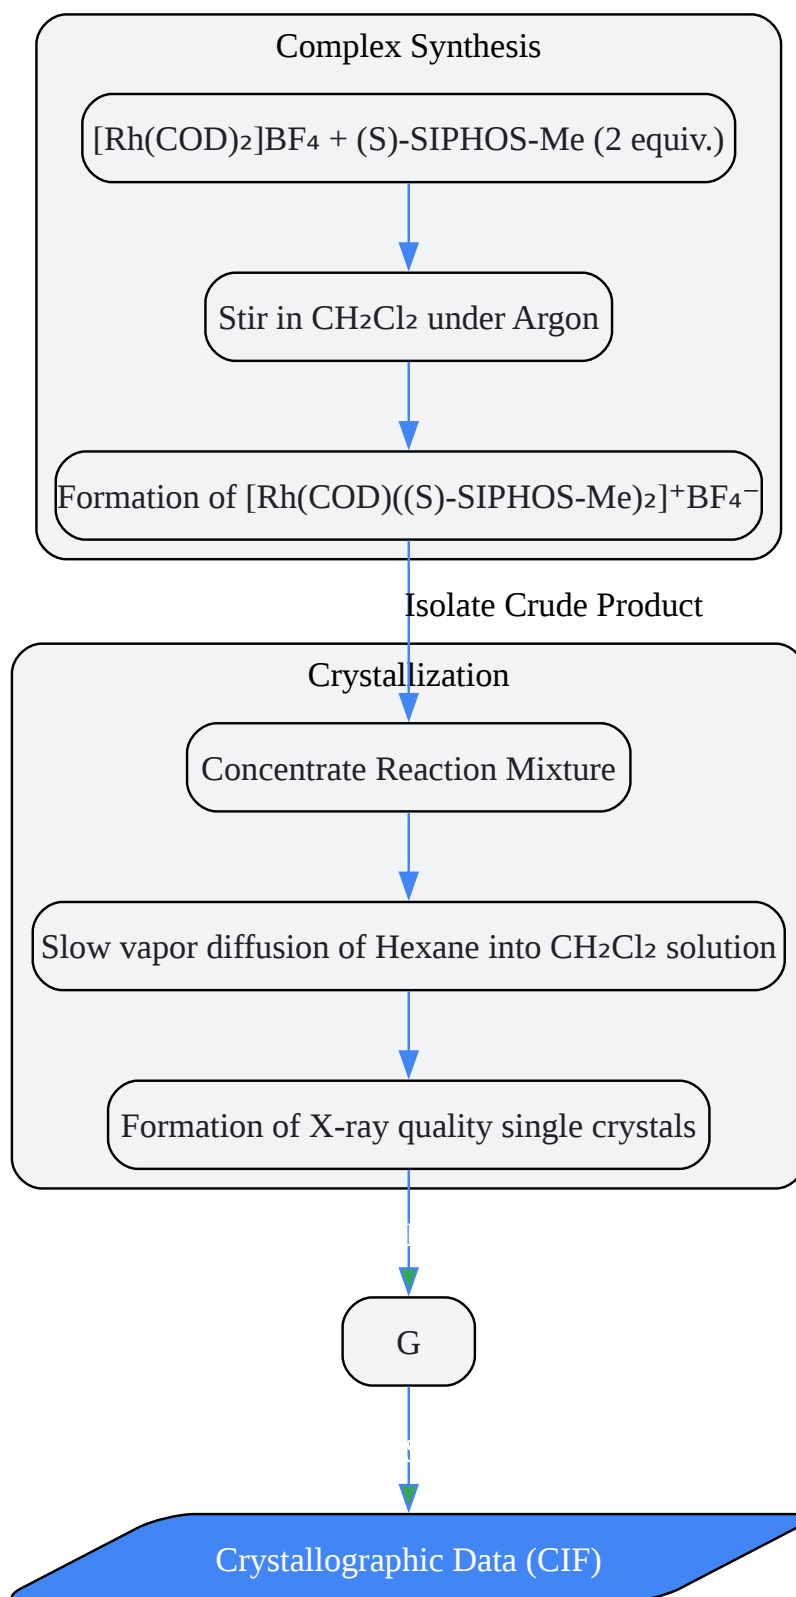 Complex Synthesis
[Rh(COD)₂]BF₄ + (S)-SIPHOS-Me (2 equiv.)
Stir in CH₂Cl₂ under Argon
Formation of [Rh(COD)((S)-SIPHOS-Me)₂]⁺BF₄⁻
Isolate Crude Product
Crystallization
Concentrate Reaction Mixture
Slow vapor diffusion of Hexane into CH₂Cl₂ solution
Formation of X-ray quality single crystals
G
Crystallographic Data (CIF)